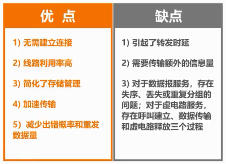 优 点
1) 无需建立连接
2) 线路利用率高
3) 简化了存储管理
4) 加速传输
5) 减少出错概率和重发
数据量
缺点
1) 引起了转发时延
2) 需要传输额外的信息量
3) 对于数据报服务，存在
失序、丢失或重复分组的
问题；对于虚电路服务，
存在呼叫建立、数据传输
和虚电路释放三个过程